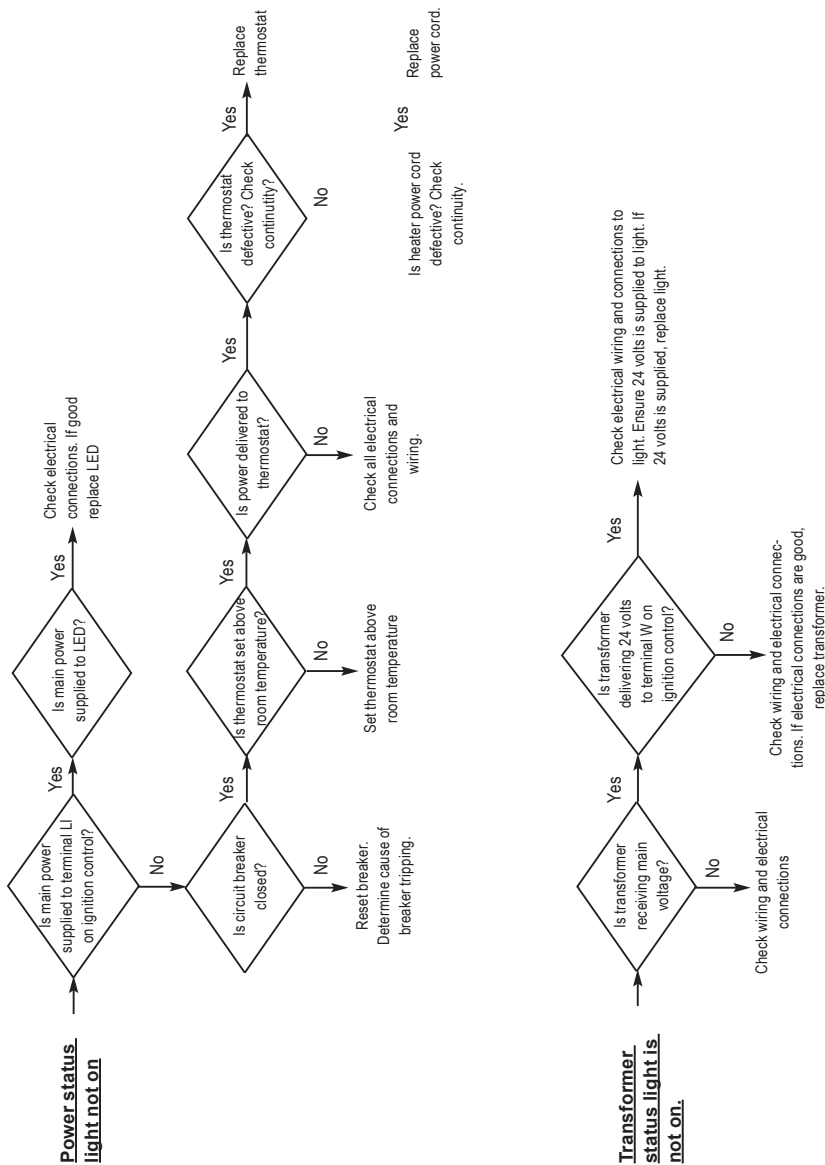 Power status
light not on
Is main power
supplied to terminal LI
on ignition control?
Yes
Is main power
supplied to LED?
Yes
Check electrical
connections. If good
replace LED
No
Is circuit breaker
closed?
Yes
Is thermostat set above
room temperature?
Yes
Is power delivered to
thermostat?
Yes
Is thermostat
defective? Check
continutity?
Yes
Replace
thermostat
No
Reset breaker.
Determine cause of
breaker tripping.
No
Set thermostat above
room temperature
No
Check all electrical
connections and
wiring.
No
Is heater power cord
defective? Check
continuity.
Yes
Replace
power cord.
Transformer
status light is
not on.
Is transformer
receiving main
voltage?
Yes
Is transformer
delivering 24 volts
to terminal W on
ignition control?
Yes
Check electrical wiring and connections to
light. Ensure 24 volts is supplied to light. If
24 volts is supplied, replace light.
No
Check wiring and electrical
connections
No
Check wiring and electrical connec-
tions. If electrical connections are good,
replace transformer.